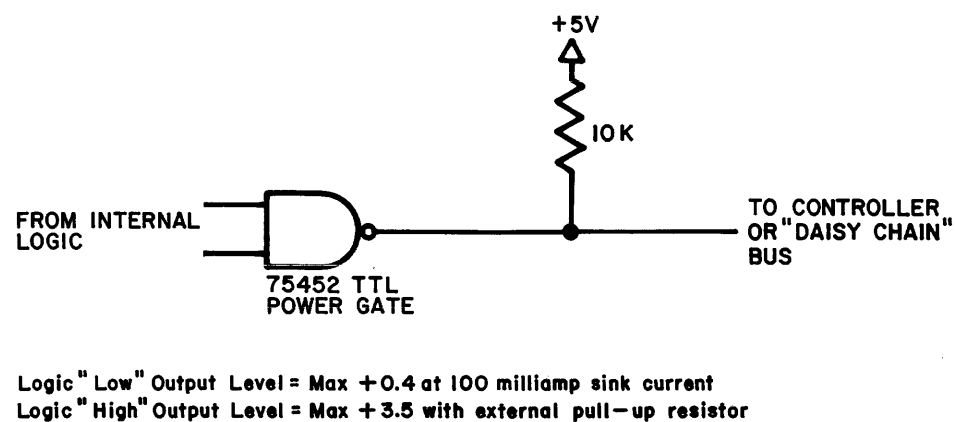 +5V
10K
FROM INTERNAL
LOGIC
TO CONTROLLER
OR "DAISY CHAIN"
BUS
75452 TTL
POWER GATE
Logic "Low" Output Level = Max +0.4 at 100 milliamp sink current
Logic "High" Output Level = Max +3.5 with external pull-up resistor